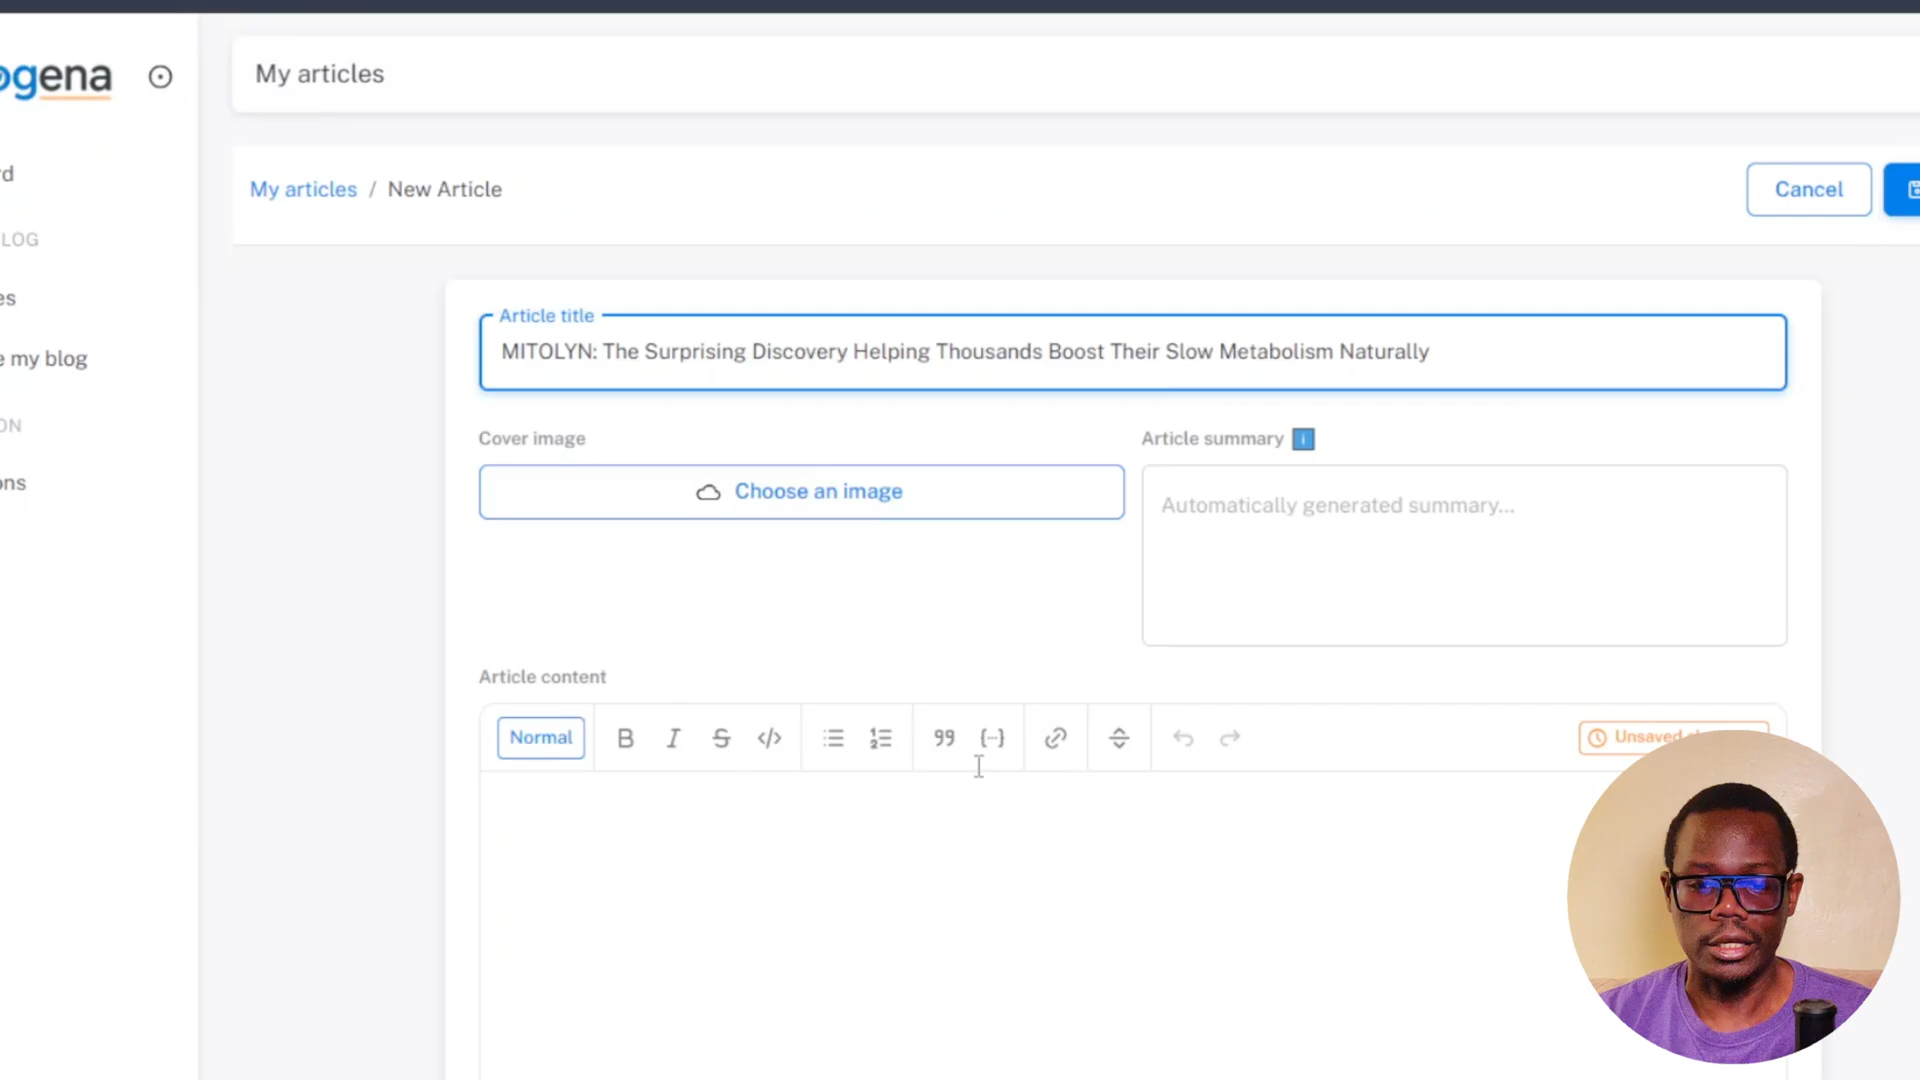 ogena
My articles
rd
My articles / New Article
Cancel
LOG
es
e my blog
ON
ons
Article title
MITOLYN: The Surprising Discovery Helping Thousands Boost Their Slow Metabolism Naturally
Cover image
Article summary i
Choose an image
Automatically generated summary...
Article content
Normal B I S </> 99 {--} Unsaved